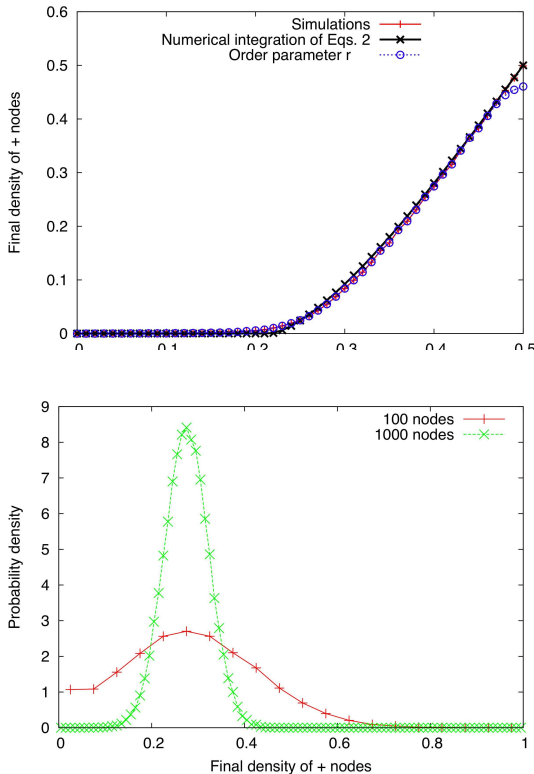 0.6
Simulations
Numerical integration of Eqs. 2
Order parameter r
0.5
0.4
0.3
0.2
0.1
0
Final density of + nodes
0 0.1 0.2 0.3 0.4 0.5
9
100 nodes
1000 nodes
8
7
6
5
4
3
2
1
0
Probability density
0 0.2 0.4 0.6 0.8 1
Final density of + nodes